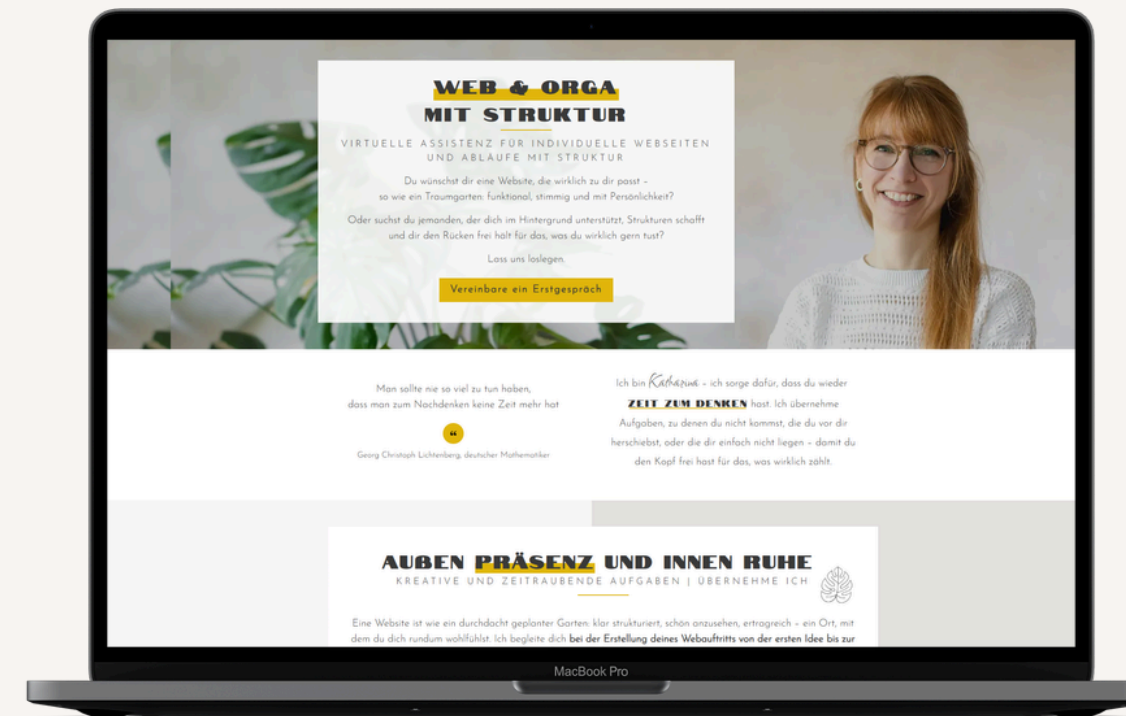 WEB & ORGA
MIT STRUKTUR
VIRTUELLE ASSISTENZ FÜR INDIVIDUELLE WEBSEITEN
UND ABLÄUFE MIT STRUKTUR
Du wünschst dir eine Website, die wirklich zu dir passt –
so wie ein Traumgarten: funktional, stimmig und mit Persönlichkeit?
Oder suchst du jemanden, der dich im Hintergrund unterstützt, Strukturen schafft
und dir den Rücken frei hält für das, was du wirklich gern tust?
Lass uns loslegen.
Vereinbare ein Erstgespräch
Man sollte nie so viel zu tun haben,
dass man zum Nachdenken keine Zeit mehr hat
“
Georg Christoph Lichtenberg, deutscher Mathematiker
Ich bin Katharina – ich sorge dafür, dass du wieder
ZEIT ZUM DENKEN hast. Ich übernehme
Aufgaben, zu denen du nicht kommst, die du vor dir
herschiebst, oder die dir einfach nicht liegen – damit du
den Kopf frei hast für das, was wirklich zählt.
AUßEN PRÄSENZ UND INNEN RUHE
KREATIVE UND ZEITRAUBENDE AUFGABEN | ÜBERNEHME ICH
Eine Website ist wie ein durchdacht geplanter Garten: klar strukturiert, schön anzusehen, ertragreich – ein Ort, mit
dem du dich rundum wohlfühlst. Ich begleite dich bei der Erstellung deines Webauftritts von der ersten Idee bis zur
MacBook Pro